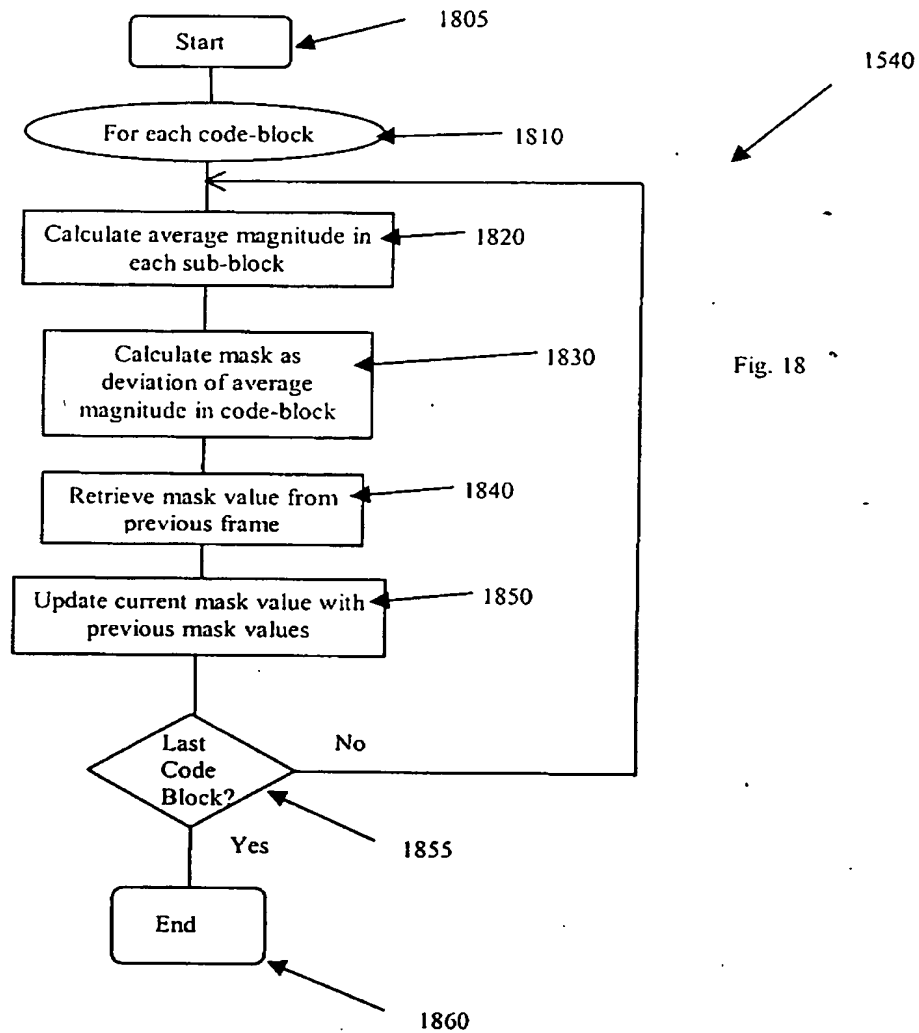 1805
Start
1540
For each code-block
1810
Calculate average magnitude in
each sub-block
1820
Calculate mask as
deviation of average
magnitude in code-block
1830
Fig. 18
Retrieve mask value from
previous frame
1840
Update current mask value with
previous mask values
1850
Last
Code
Block?
No
Yes
1855
End
1860